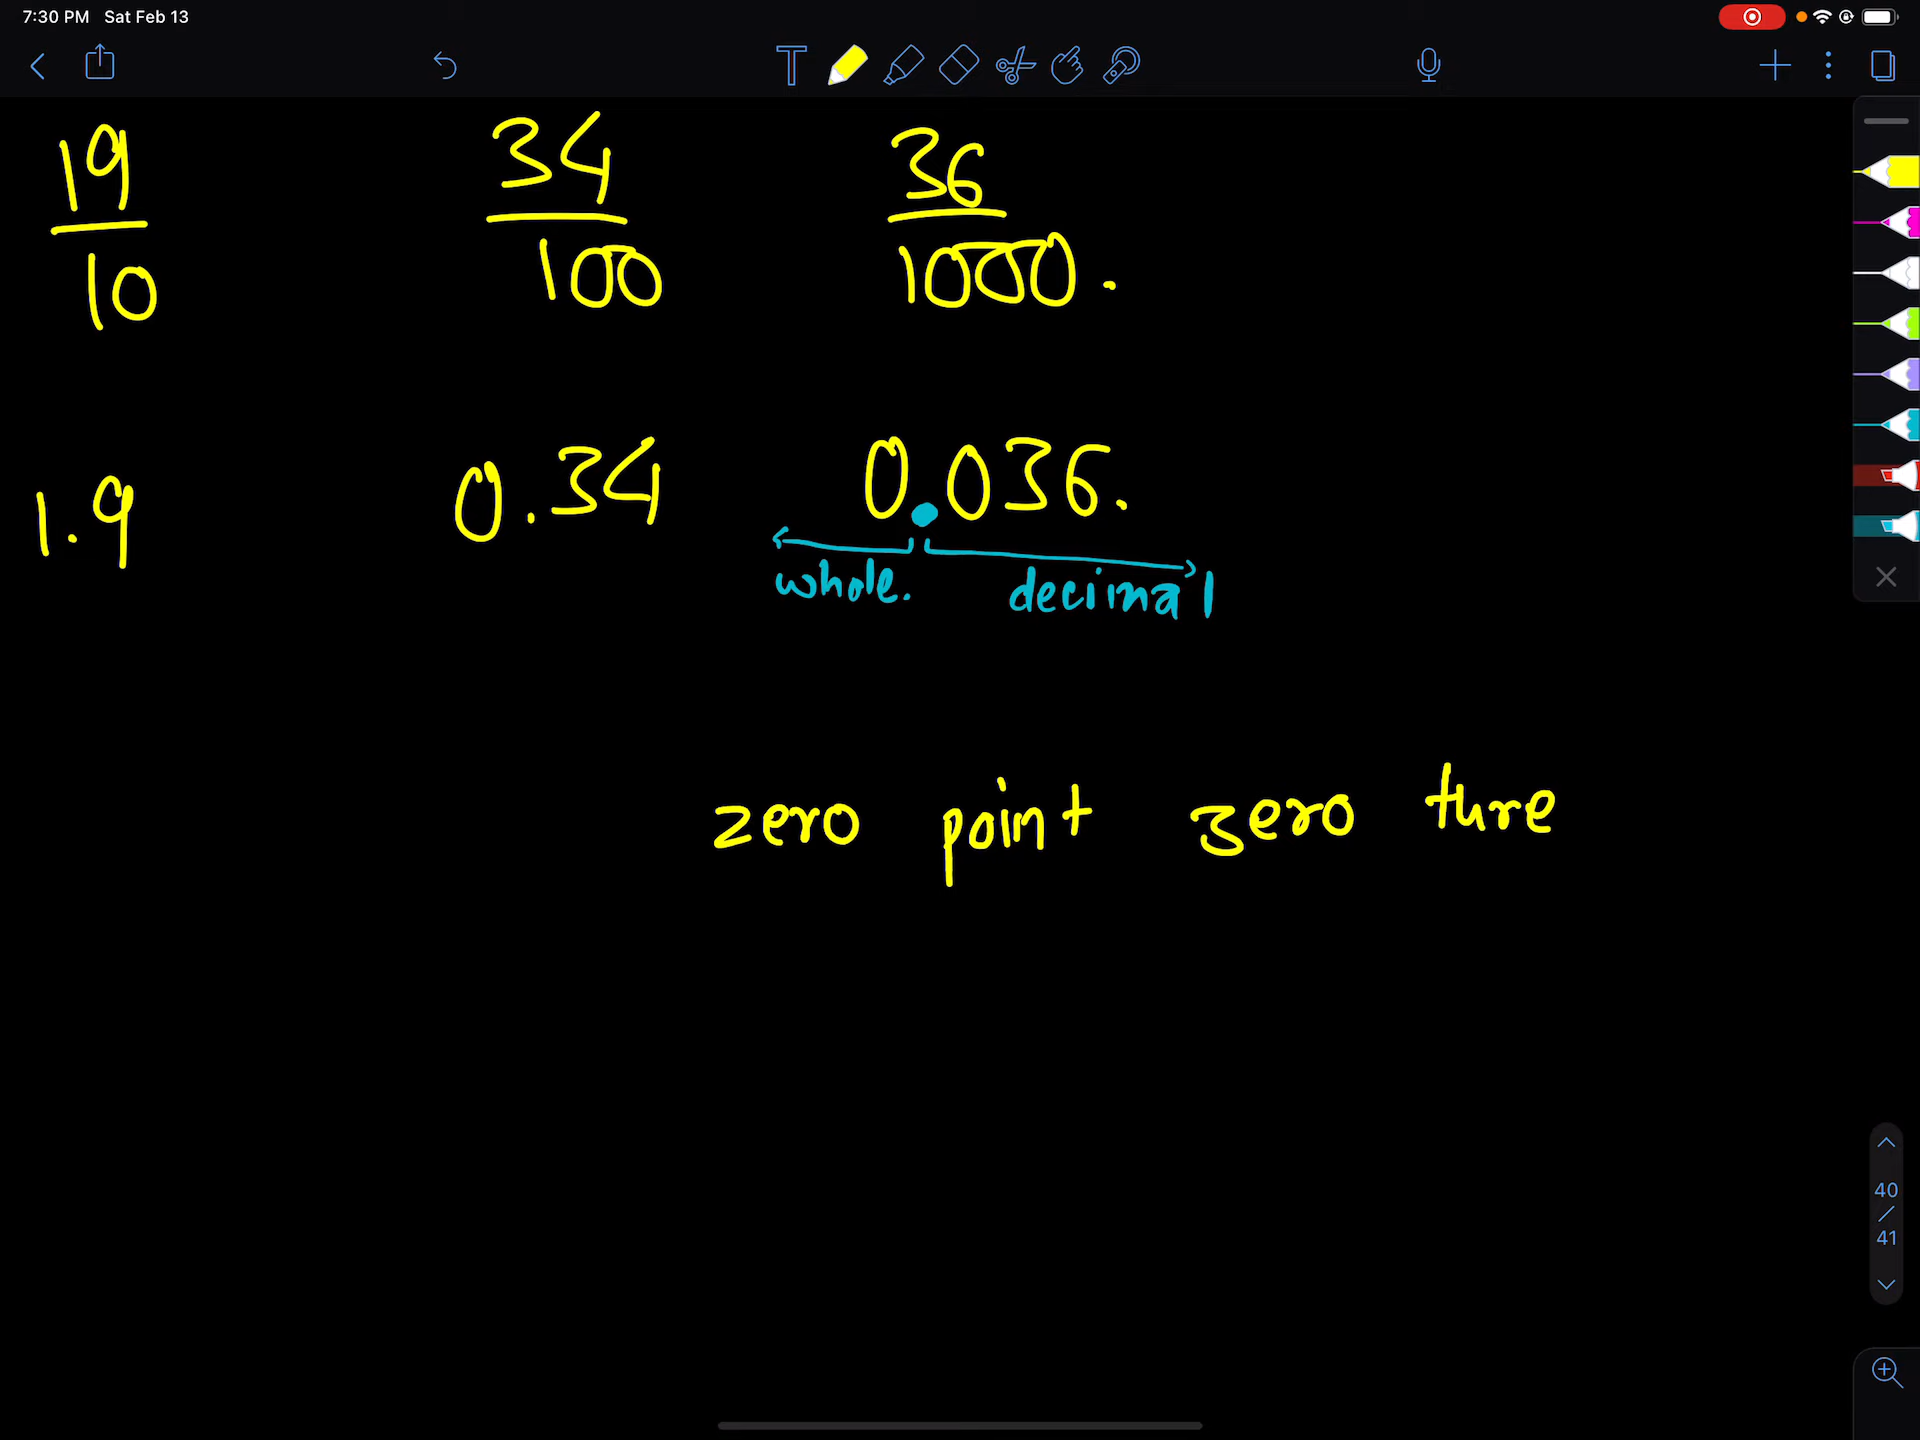 7:30 PM Sat Feb 13
19/10 34/100 36/1000.
1.9 0.34 0.036.
whole. decimal
zero point zero thre
40/41